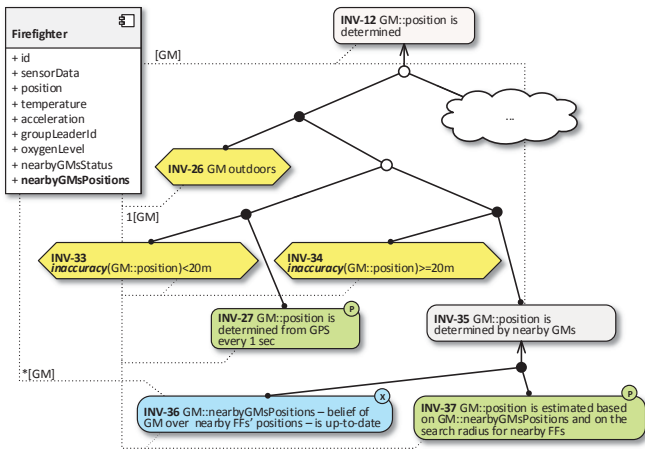 Firefighter
+ id
+ sensorData
+ position
+ temperature
+ acceleration
+ groupLeaderId
+ oxygenLevel
+ nearbyGMsStatus
+ nearbyGMsPositions
[GM]
INV-12 GM::position is
determined
...
INV-26 GM outdoors
1[GM]
INV-33
inaccuracy(GM::position)<20m
INV-34
inaccuracy(GM::position)>=20m
P
INV-27 GM::position is
determined from GPS
every 1 sec
INV-35 GM::position is
determined by nearby GMs
*[GM]
X
INV-36 GM::nearbyGMsPositions – belief of
GM over nearby FFs' positions – is up-to-date
P
INV-37 GM::position is estimated based
on GM::nearbyGMsPositions and on the
search radius for nearby FFs